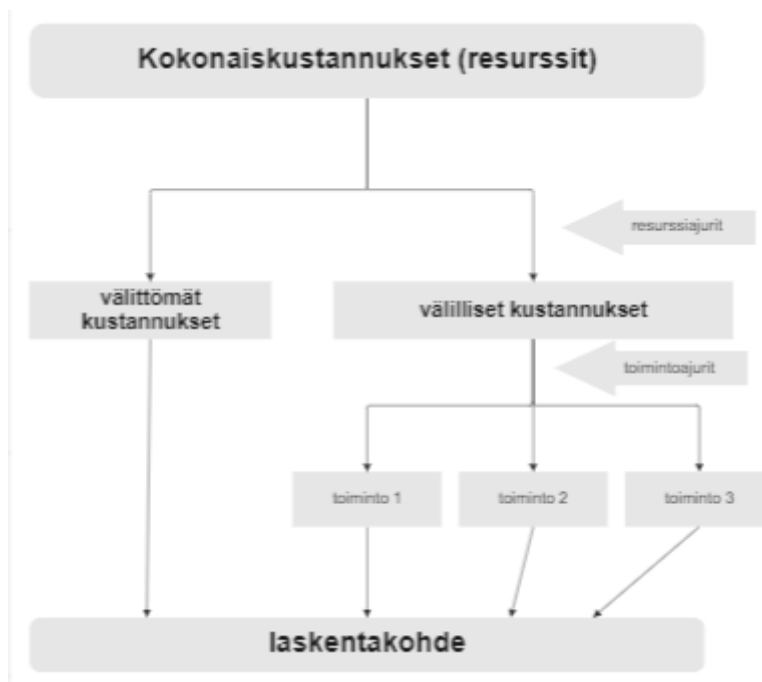 Kokonaiskustannukset (resurssit)
resurssiajurit
välittömät
kustannukset
välilliset kustannukset
toimintoajurit
toiminto 1
toiminto 2
toiminto 3
laskentakohde